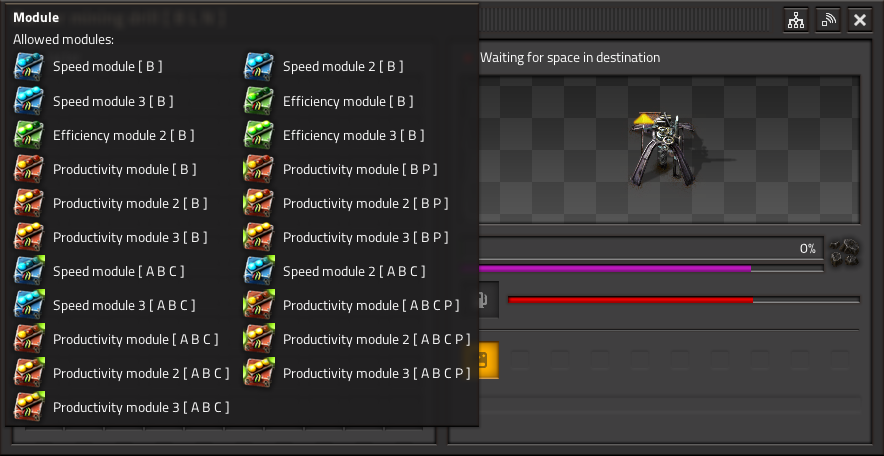 Module
Allowed modules:
Speed module [ B ]
Speed module 2 [ B ]
Speed module 3 [ B ]
Efficiency module [ B ]
Efficiency module 2 [ B ]
Efficiency module 3 [ B ]
Productivity module [ B ]
Productivity module [ B P ]
Productivity module 2 [ B ]
Productivity module 2 [ B P ]
Productivity module 3 [ B ]
Productivity module 3 [ B P ]
Speed module [ A B C ]
Speed module 2 [ A B C ]
Speed module 3 [ A B C ]
Productivity module [ A B C P ]
Productivity module [ A B C ]
Productivity module 2 [ A B C P ]
Productivity module 2 [ A B C ]
Productivity module 3 [ A B C P ]
Productivity module 3 [ A B C ]
Waiting for space in destination
0%